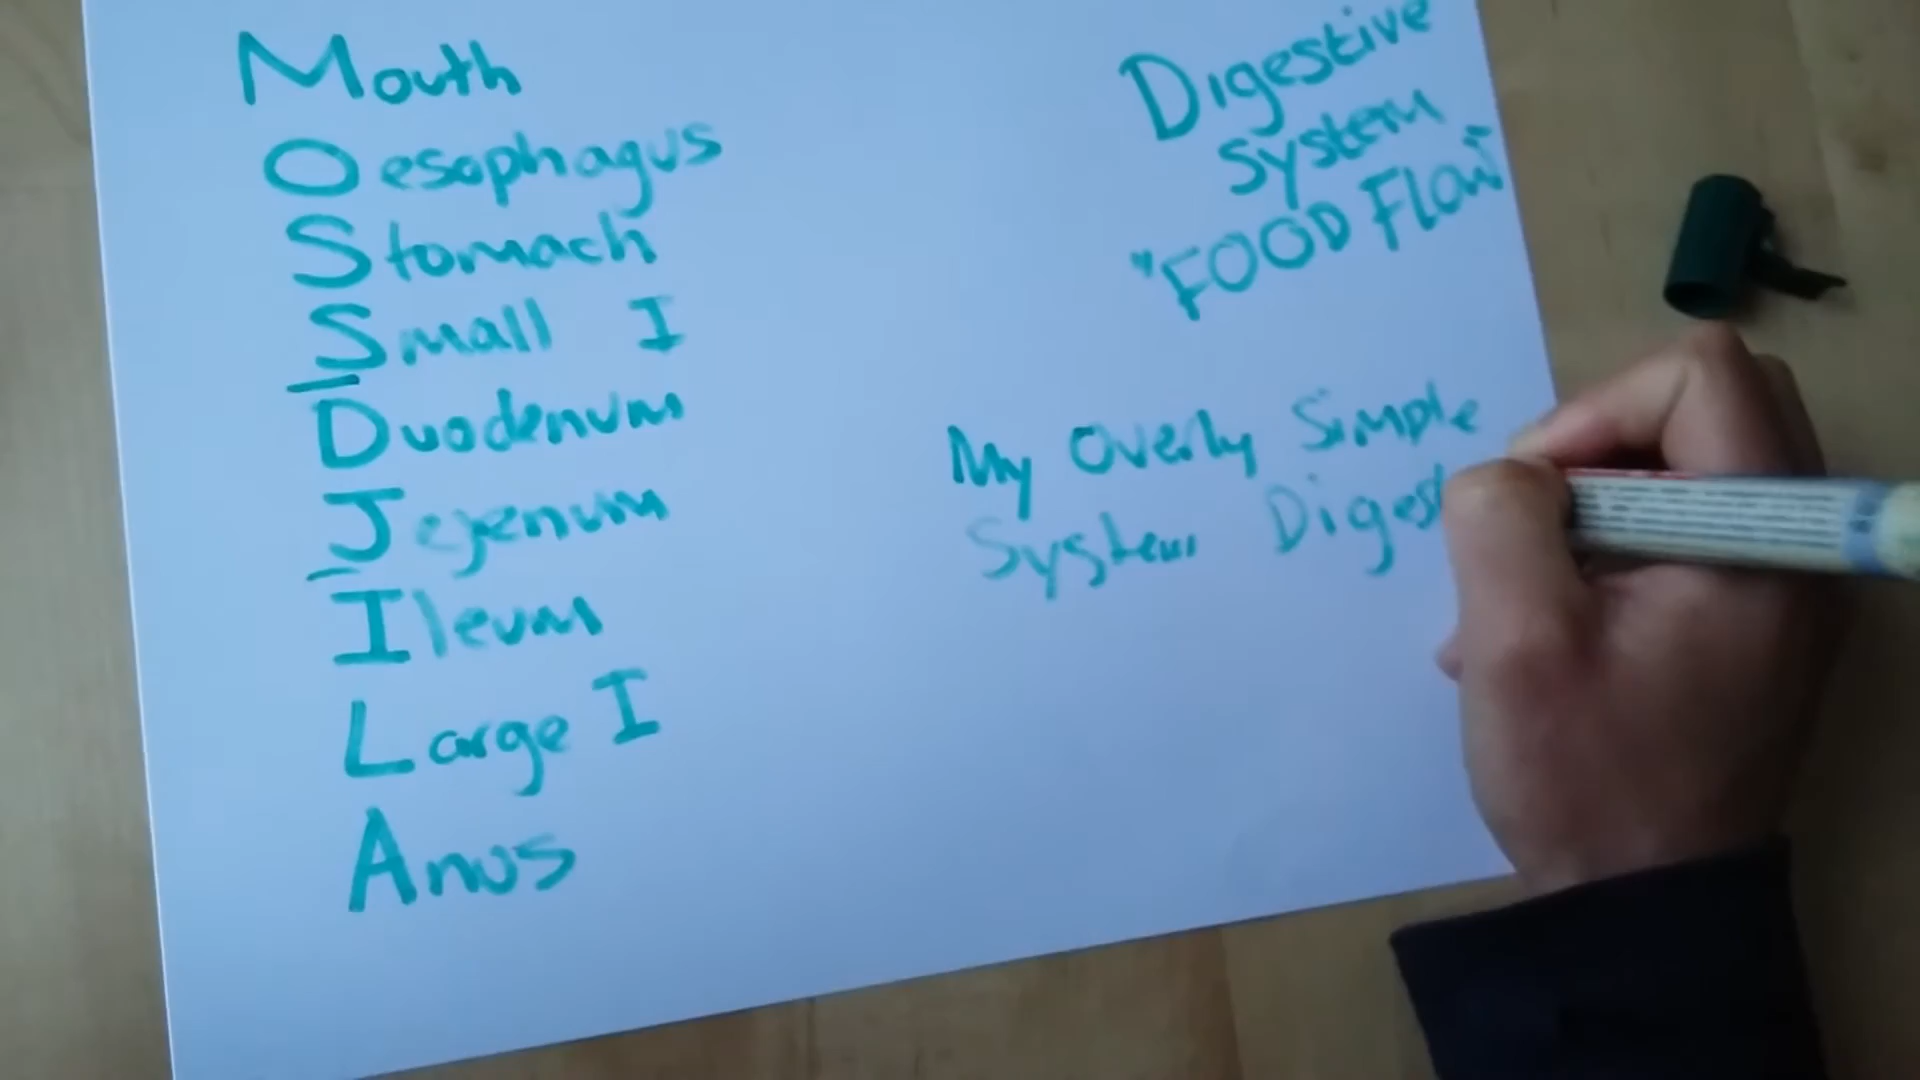 Mouth
Oesophagus
Stomach
Small I
Duodenum
Jejenum
Ileum
Large I
Anus
Digestive
System
"FOOD FLOW"
My Overly Simple
System Digest